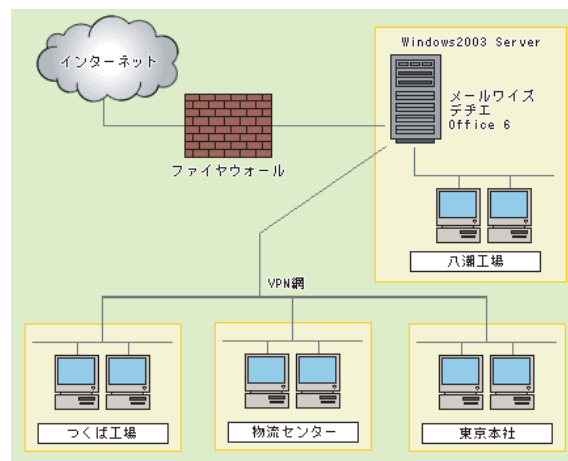 Windows2003 Server
インターネット
メールワイズ
デヂエ
Office 6
ファイヤウォール
八潮工場
VPN網
つくば工場
物流センター
東京本社